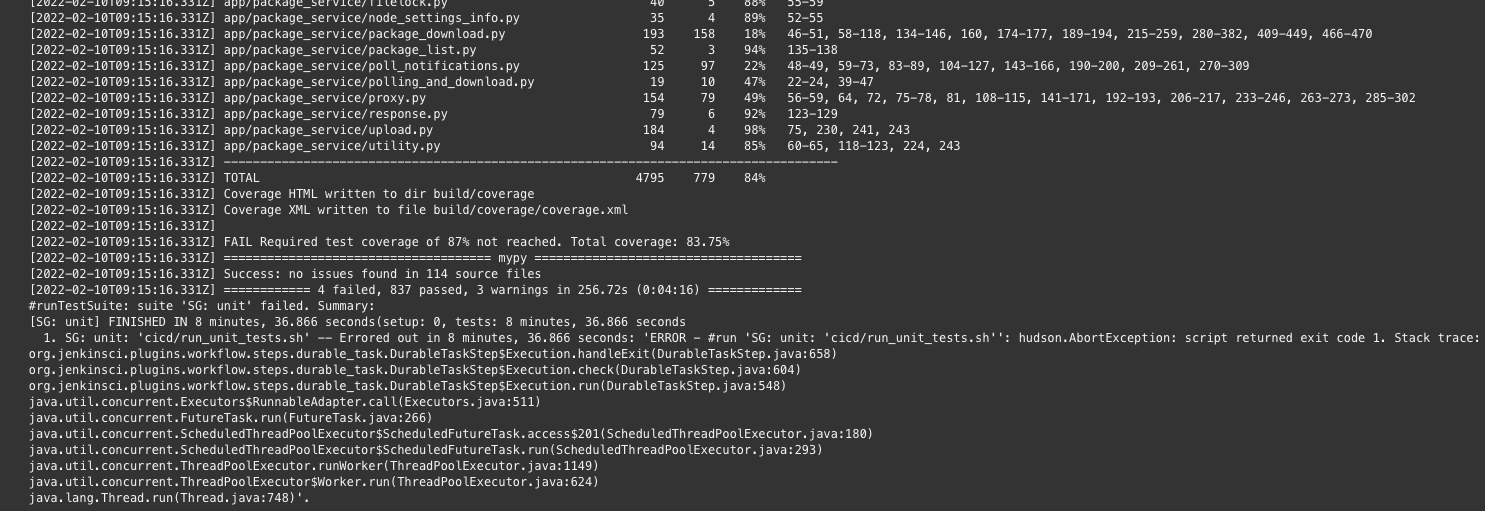 [2022-02-10T09:15:16.331Z] app/package_service/filelock.py 40 5 88% 55-59
[2022-02-10T09:15:16.331Z] app/package_service/node_settings_info.py 35 4 89% 52-55
[2022-02-10T09:15:16.331Z] app/package_service/package_download.py 193 158 18% 46-51, 58-118, 134-146, 160, 174-177, 189-194, 215-259, 280-382, 409-449, 466-470
[2022-02-10T09:15:16.331Z] app/package_service/package_list.py 52 3 94% 135-138
[2022-02-10T09:15:16.331Z] app/package_service/poll_notifications.py 125 97 22% 48-49, 59-73, 83-89, 104-127, 143-166, 190-200, 209-261, 270-309
[2022-02-10T09:15:16.331Z] app/package_service/polling_and_download.py 19 10 47% 22-24, 39-47
[2022-02-10T09:15:16.331Z] app/package_service/proxy.py 154 79 49% 56-59, 64, 72, 75-78, 81, 108-115, 141-171, 192-193, 206-217, 233-246, 263-273, 285-302
[2022-02-10T09:15:16.331Z] app/package_service/response.py 79 6 92% 123-129
[2022-02-10T09:15:16.331Z] app/package_service/upload.py 184 4 98% 75, 230, 241, 243
[2022-02-10T09:15:16.331Z] app/package_service/utility.py 94 14 85% 60-65, 118-123, 224, 243
[2022-02-10T09:15:16.331Z] -------------------------------------------------------------------------------------
[2022-02-10T09:15:16.331Z] TOTAL 4795 779 84%
[2022-02-10T09:15:16.331Z] Coverage HTML written to dir build/coverage
[2022-02-10T09:15:16.331Z] Coverage XML written to file build/coverage/coverage.xml
[2022-02-10T09:15:16.331Z]
[2022-02-10T09:15:16.331Z] FAIL Required test coverage of 87% not reached. Total coverage: 83.75%
[2022-02-10T09:15:16.331Z] ===================================== mypy =====================================
[2022-02-10T09:15:16.331Z] Success: no issues found in 114 source files
[2022-02-10T09:15:16.331Z] ============ 4 failed, 837 passed, 3 warnings in 256.72s (0:04:16) =============
#runTestSuite: suite 'SG: unit' failed. Summary:
[SG: unit] FINISHED IN 8 minutes, 36.866 seconds(setup: 0, tests: 8 minutes, 36.866 seconds
1. SG: unit: 'cicd/run_unit_tests.sh' -- Errored out in 8 minutes, 36.866 seconds: 'ERROR - #run 'SG: unit: 'cicd/run_unit_tests.sh'': hudson.AbortException: script returned exit code 1. Stack trace:
org.jenkinsci.plugins.workflow.steps.durable_task.DurableTaskStep$Execution.handleExit(DurableTaskStep.java:658)
org.jenkinsci.plugins.workflow.steps.durable_task.DurableTaskStep$Execution.check(DurableTaskStep.java:604)
org.jenkinsci.plugins.workflow.steps.durable_task.DurableTaskStep$Execution.run(DurableTaskStep.java:548)
java.util.concurrent.Executors$RunnableAdapter.call(Executors.java:511)
java.util.concurrent.FutureTask.run(FutureTask.java:266)
java.util.concurrent.ScheduledThreadPoolExecutor$ScheduledFutureTask.access$201(ScheduledThreadPoolExecutor.java:180)
java.util.concurrent.ScheduledThreadPoolExecutor$ScheduledFutureTask.run(ScheduledThreadPoolExecutor.java:293)
java.util.concurrent.ThreadPoolExecutor.runWorker(ThreadPoolExecutor.java:1149)
java.util.concurrent.ThreadPoolExecutor$Worker.run(ThreadPoolExecutor.java:624)
java.lang.Thread.run(Thread.java:748)'.